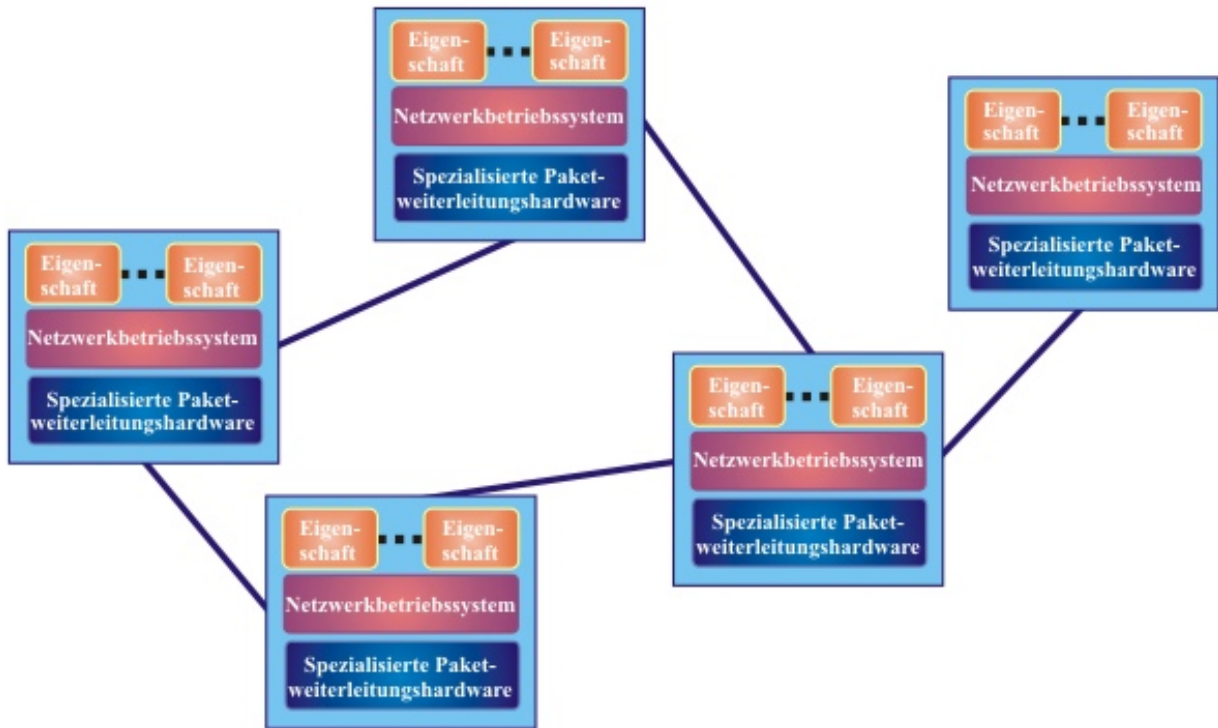 Eigen-
schaft
Eigen-
schaft
Netzwerkbetriebssystem
Spezialisierte Paket-
weiterleitungshardware
Eigen-
schaft
Eigen-
schaft
Netzwerkbetriebssystem
Spezialisierte Paket-
weiterleitungshardware
Eigen-
schaft
Eigen-
schaft
Netzwerkbetriebssystem
Spezialisierte Paket-
weiterleitungshardware
Eigen-
schaft
Eigen-
schaft
Netzwerkbetriebssystem
Spezialisierte Paket-
weiterleitungshardware
Eigen-
schaft
Eigen-
schaft
Netzwerkbetriebssystem
Spezialisierte Paket-
weiterleitungshardware